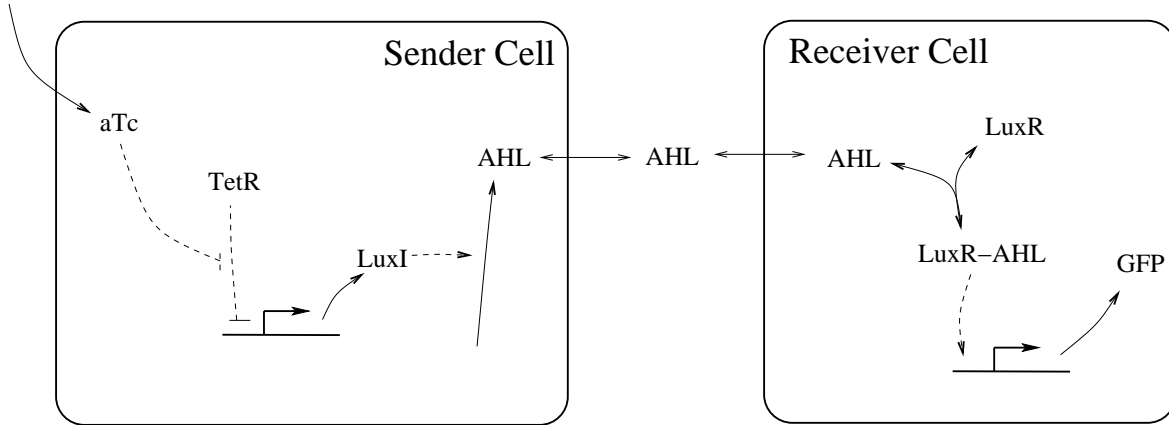 Sender Cell
Receiver Cell
aTc
TetR
LuxI
AHL
AHL
AHL
LuxR
LuxR−AHL
GFP